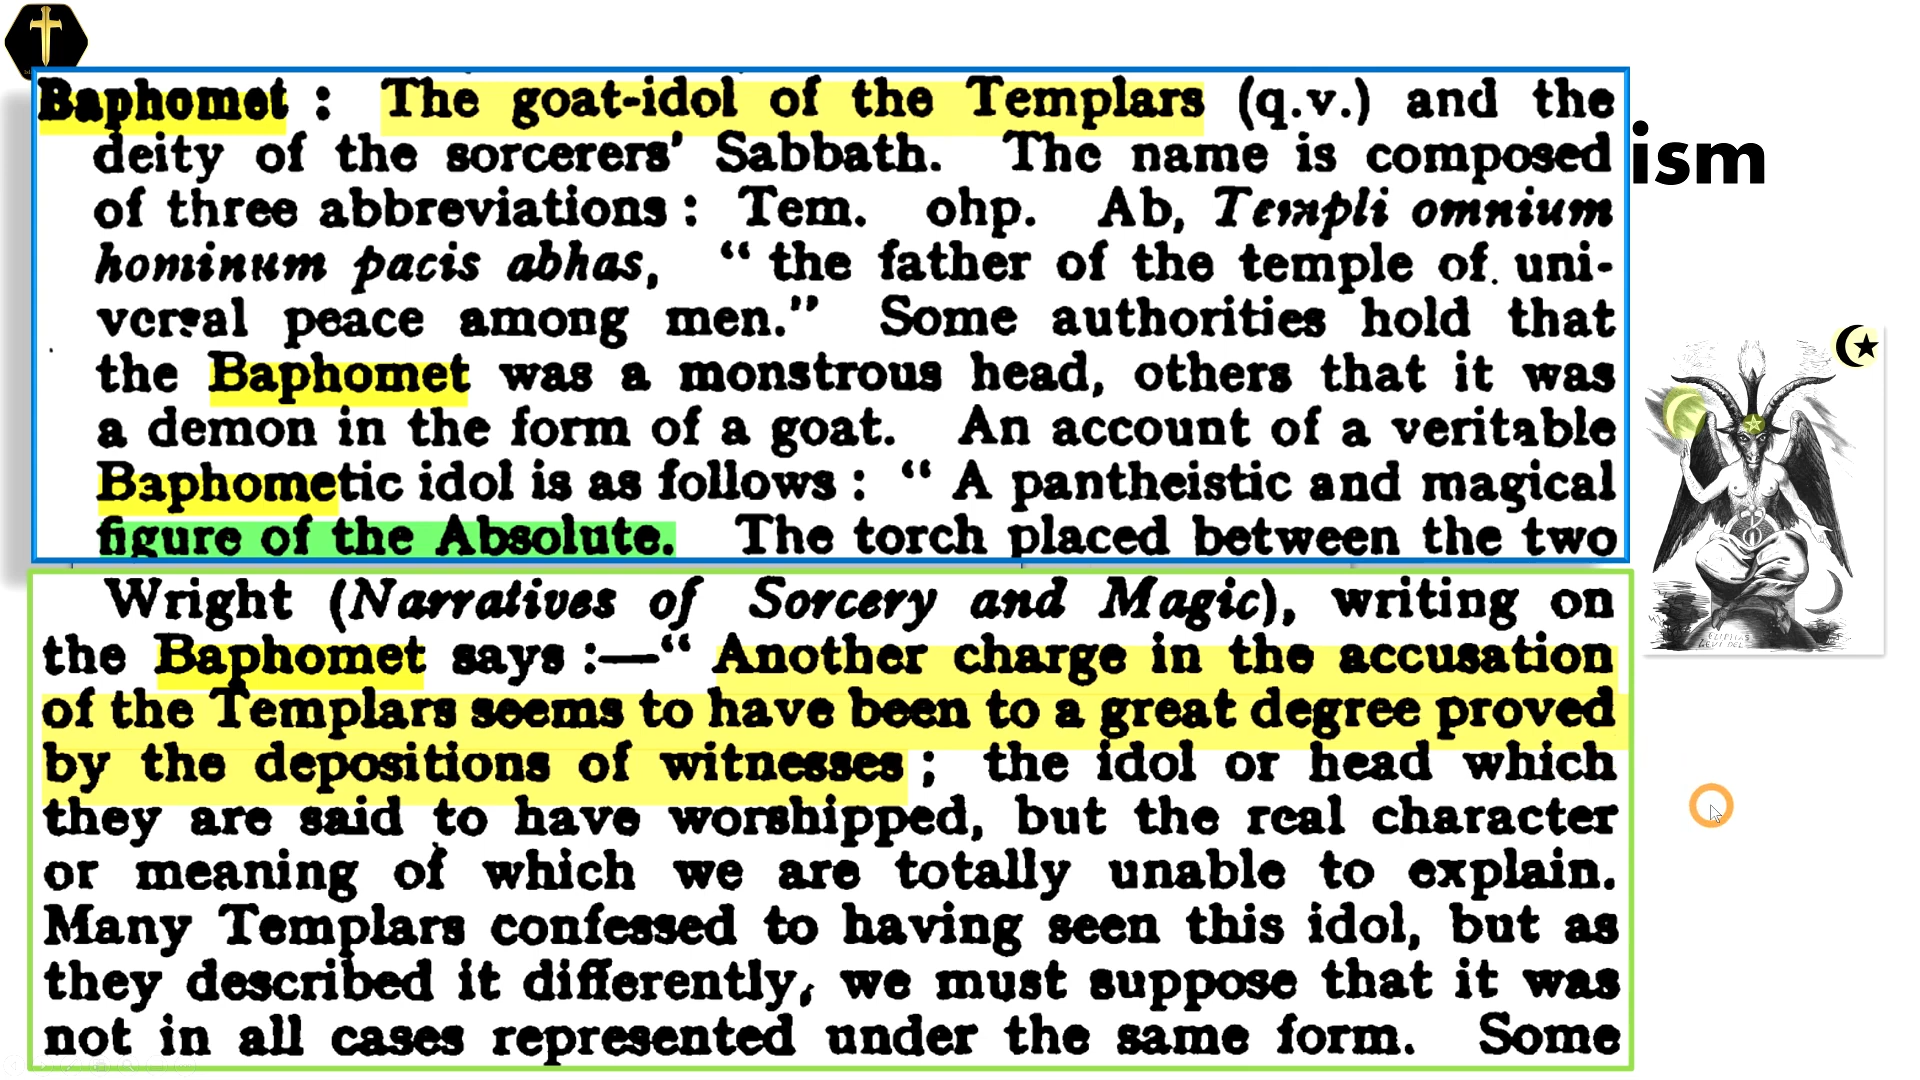 Baphomet : The goat-idol of the Templars (q.v.) and the
deity of the sorcerers' Sabbath. The name is composed
of three abbreviations : Tem. ohp. Ab, Templi omnium
hominum pacis abhas, “ the father of the temple of uni-
versal peace among men.” Some authorities hold that
the Baphomet was a monstrous head, others that it was
a demon in the form of a goat. An account of a veritable
Baphometic idol is as follows : “ A pantheistic and magical
figure of the Absolute. The torch placed between the two
ism
Wright (Narratives of Sorcery and Magic), writing on
the Baphomet says :—“ Another charge in the accusation
of the Templars seems to have been to a great degree proved
by the depositions of witnesses ; the idol or head which
they are said to have worshipped, but the real character
or meaning of which we are totally unable to explain.
Many Templars confessed to having seen this idol, but as
they described it differently, we must suppose that it was
not in all cases represented under the same form. Some